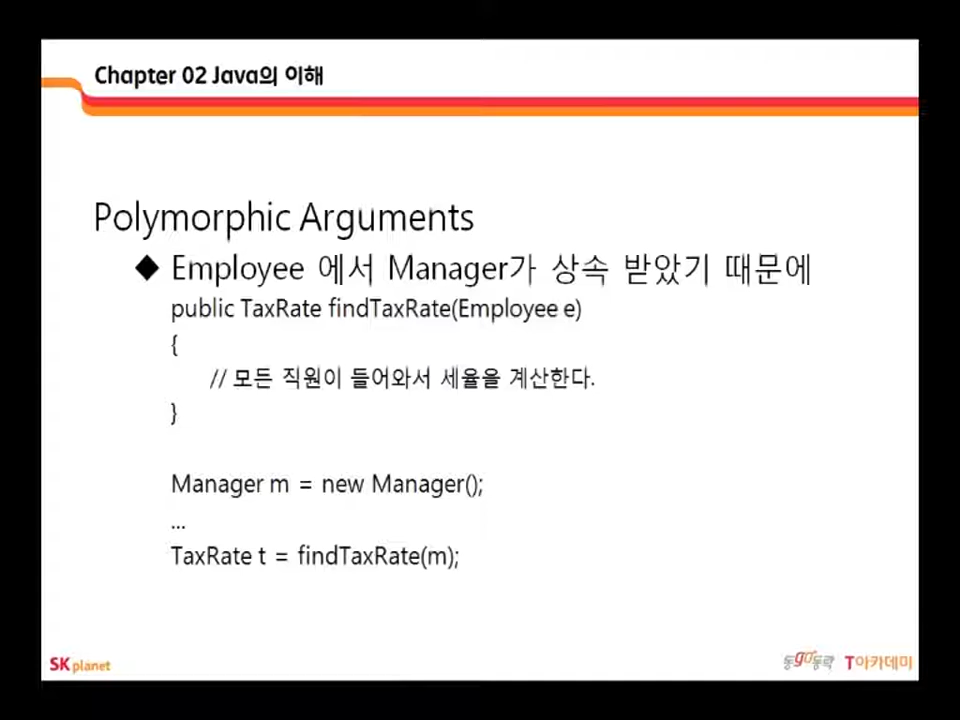 Chapter 02 Java의 이해
Polymorphic Arguments
◆ Employee 에서 Manager가 상속 받았기 때문에
public TaxRate findTaxRate(Employee e)
{
// 모든 직원이 들어와서 세율을 계산한다.
}
Manager m = new Manager();
...
TaxRate t = findTaxRate(m);
SK planet
동go동락 T아카데미